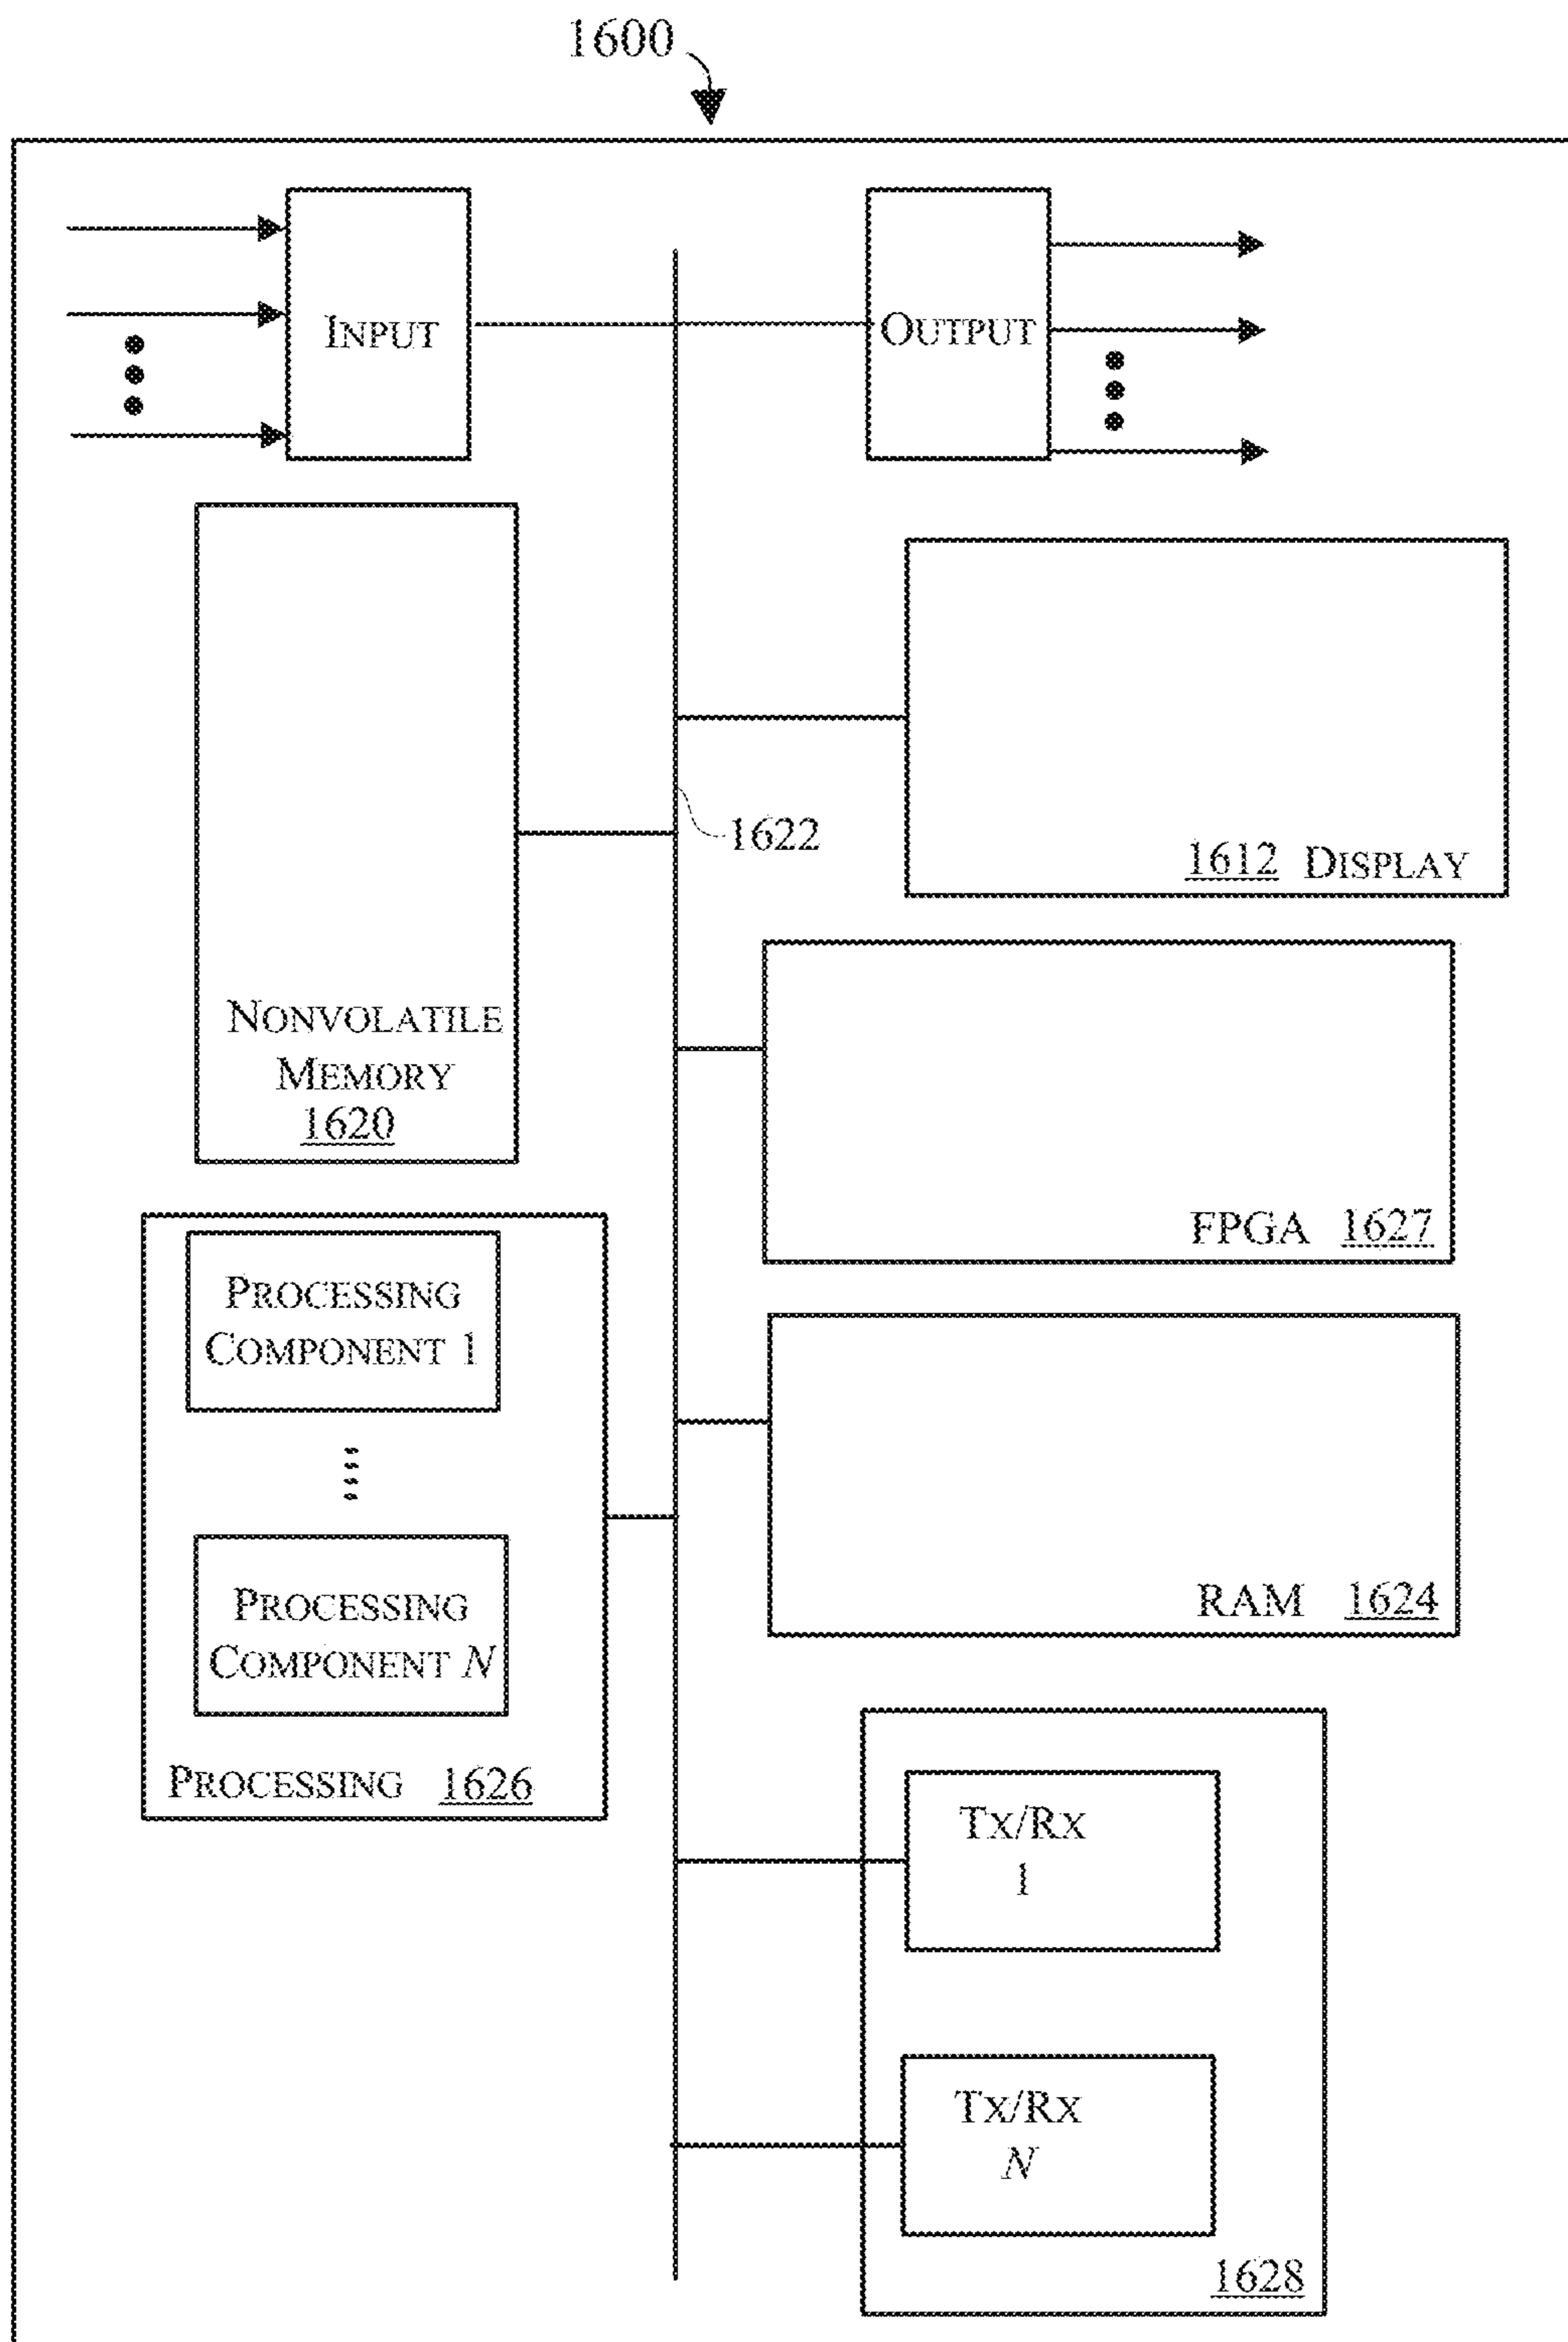 1600
INPUT
OUTPUT
1622
1612 DISPLAY
NONVOLATILE
MEMORY
1620
FPGA 1627
PROCESSING
COMPONENT 1
PROCESSING
COMPONENT N
PROCESSING 1626
RAM 1624
TX/RX
1
TX/RX
N
1628